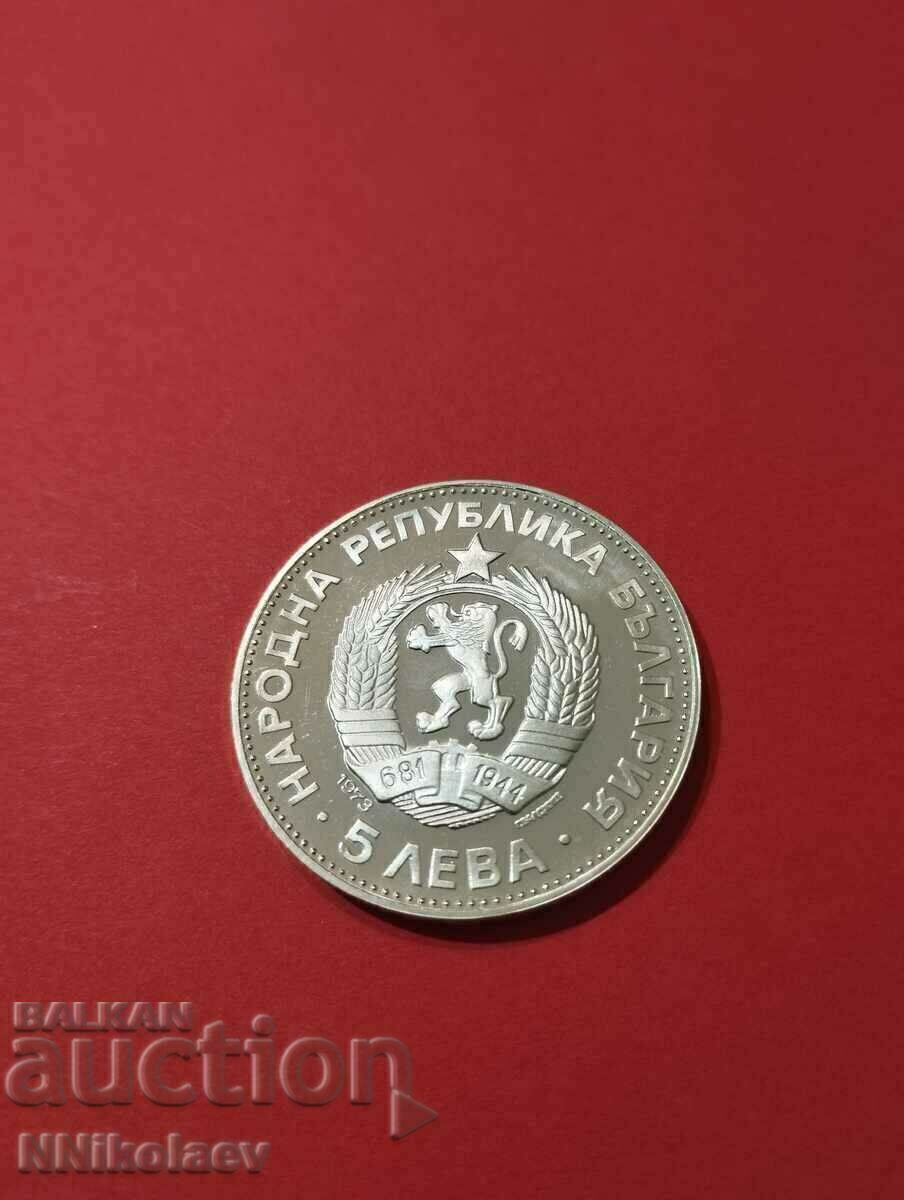 НАРОДНА РЕПУБЛИКА БЪЛГАРИЯ
681 1944
1973
· 5 ЛЕВА ·
BALKAN
auction
NNikolaev